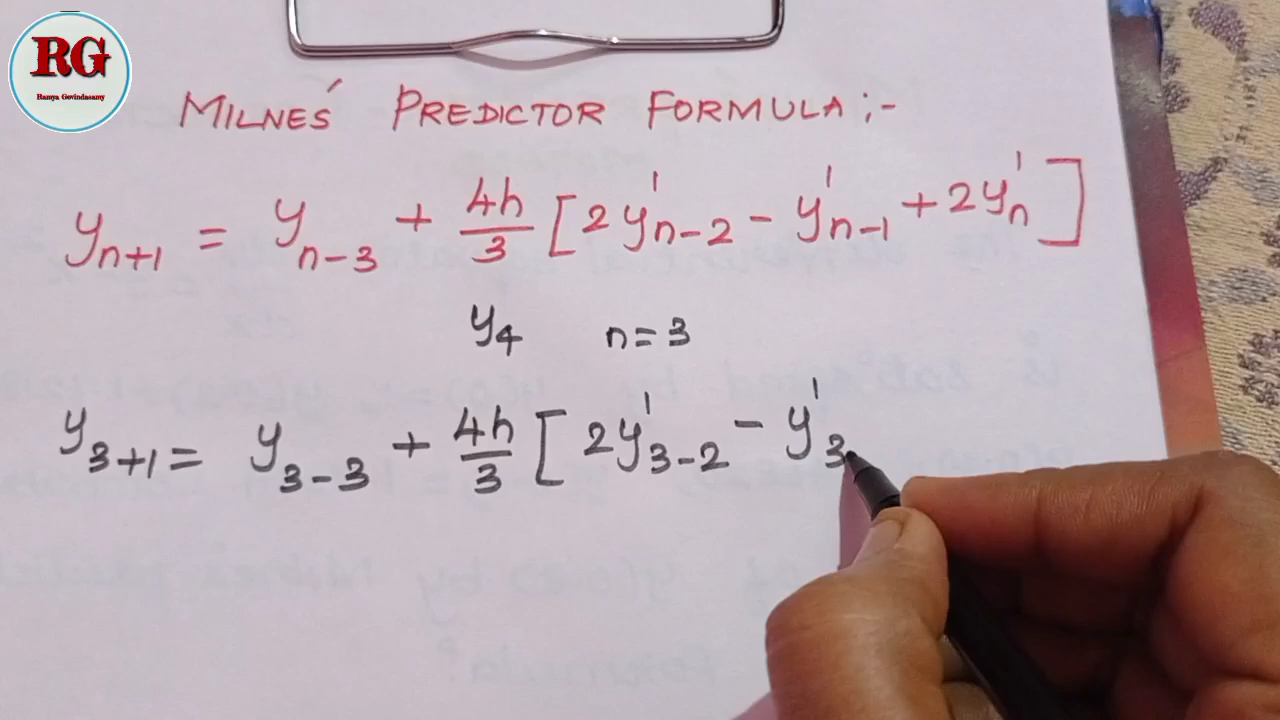 RG
Ramya Govindasamy
MILNES' PREDICTOR FORMULA :-
yₙ₊₁ = yₙ₋₃ + 4h/3 [2y'ₙ₋₂ - y'ₙ₋₁ + 2y'ₙ]
y₄ n = 3
y₃₊₁ = y₃₋₃ + 4h/3 [2y'₃₋₂ - y'₃